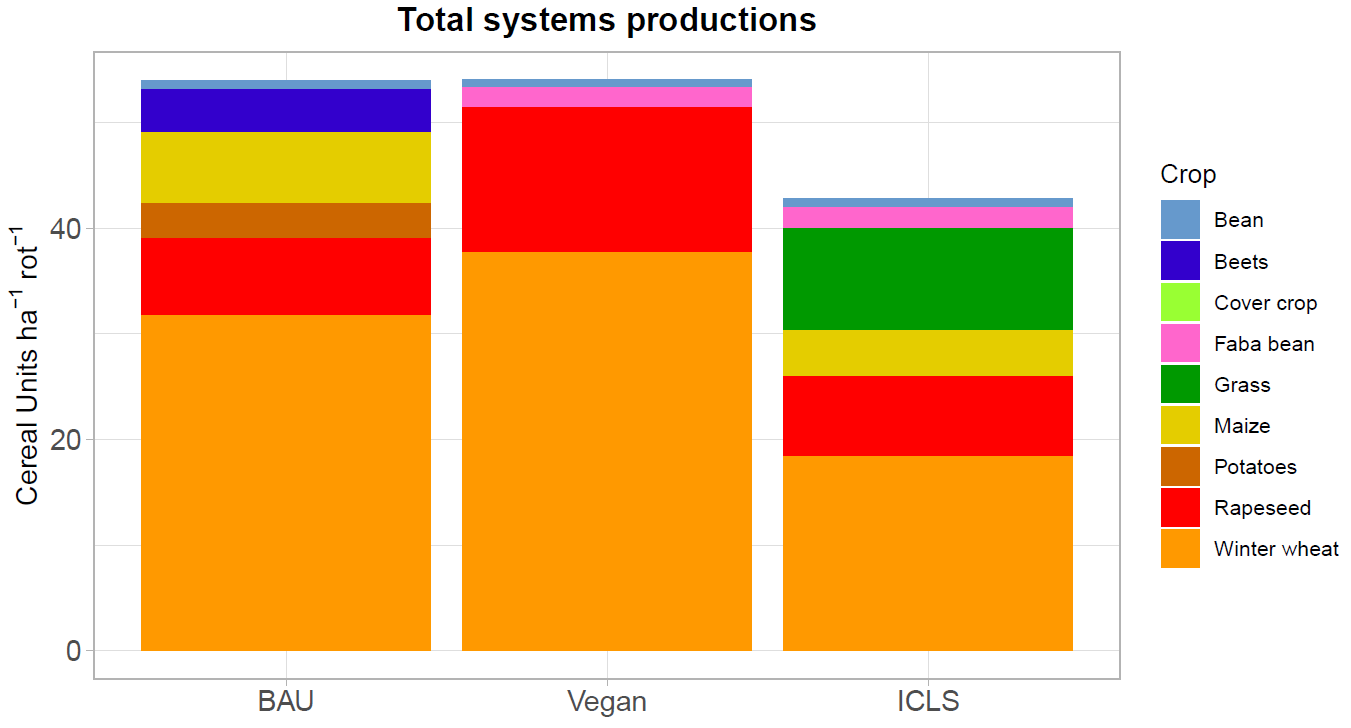 Total systems productions
Cereal Units ha⁻¹ rot⁻¹
40
20
0
BAU
Vegan
ICLS
Crop
Bean
Beets
Cover crop
Faba bean
Grass
Maize
Potatoes
Rapeseed
Winter wheat